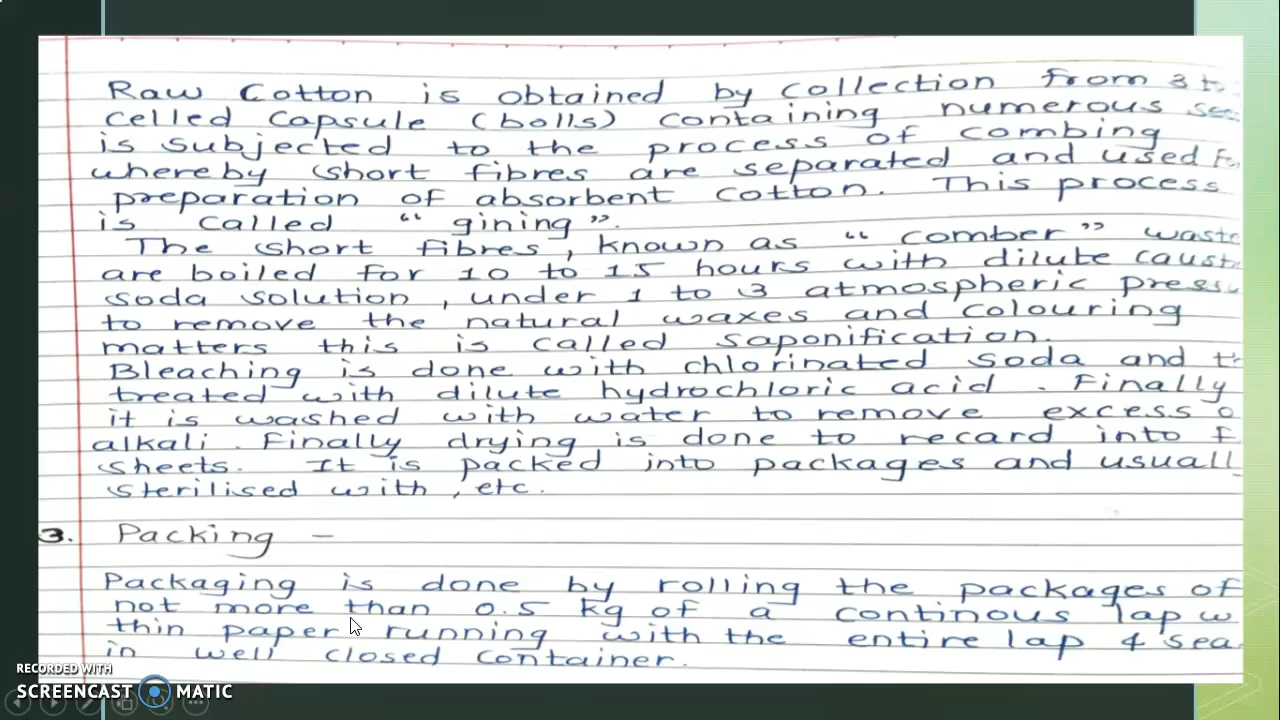 Raw Cotton is obtained by collection from 3 to
celled capsule (bolls) containing numerous
is subjected to the process of combing
whereby short fibres are separated and used
preparation of absorbent cotton. This process
is called "gining".
The short fibres, known as "comber" waste
are boiled for 10 to 15 hours with dilute caust
soda solution, under 1 to 3 atmospheric press
to remove the natural waxes and colouring
matters this is called saponification.
Bleaching is done with chlorinated soda and
treated with dilute hydrochloric acid. Finally
it is washed with water to remove excess o
alkali. Finally drying is done to recard into f
sheets. It is packed into packages and usuall
sterilised with, etc.
3. Packing -
Packaging is done by rolling the packages of
not more than 0.5 kg of a continous lap w
thin paper running with the entire lap & sea
in well closed container.
RECORDED WITH
SCREENCAST MATIC